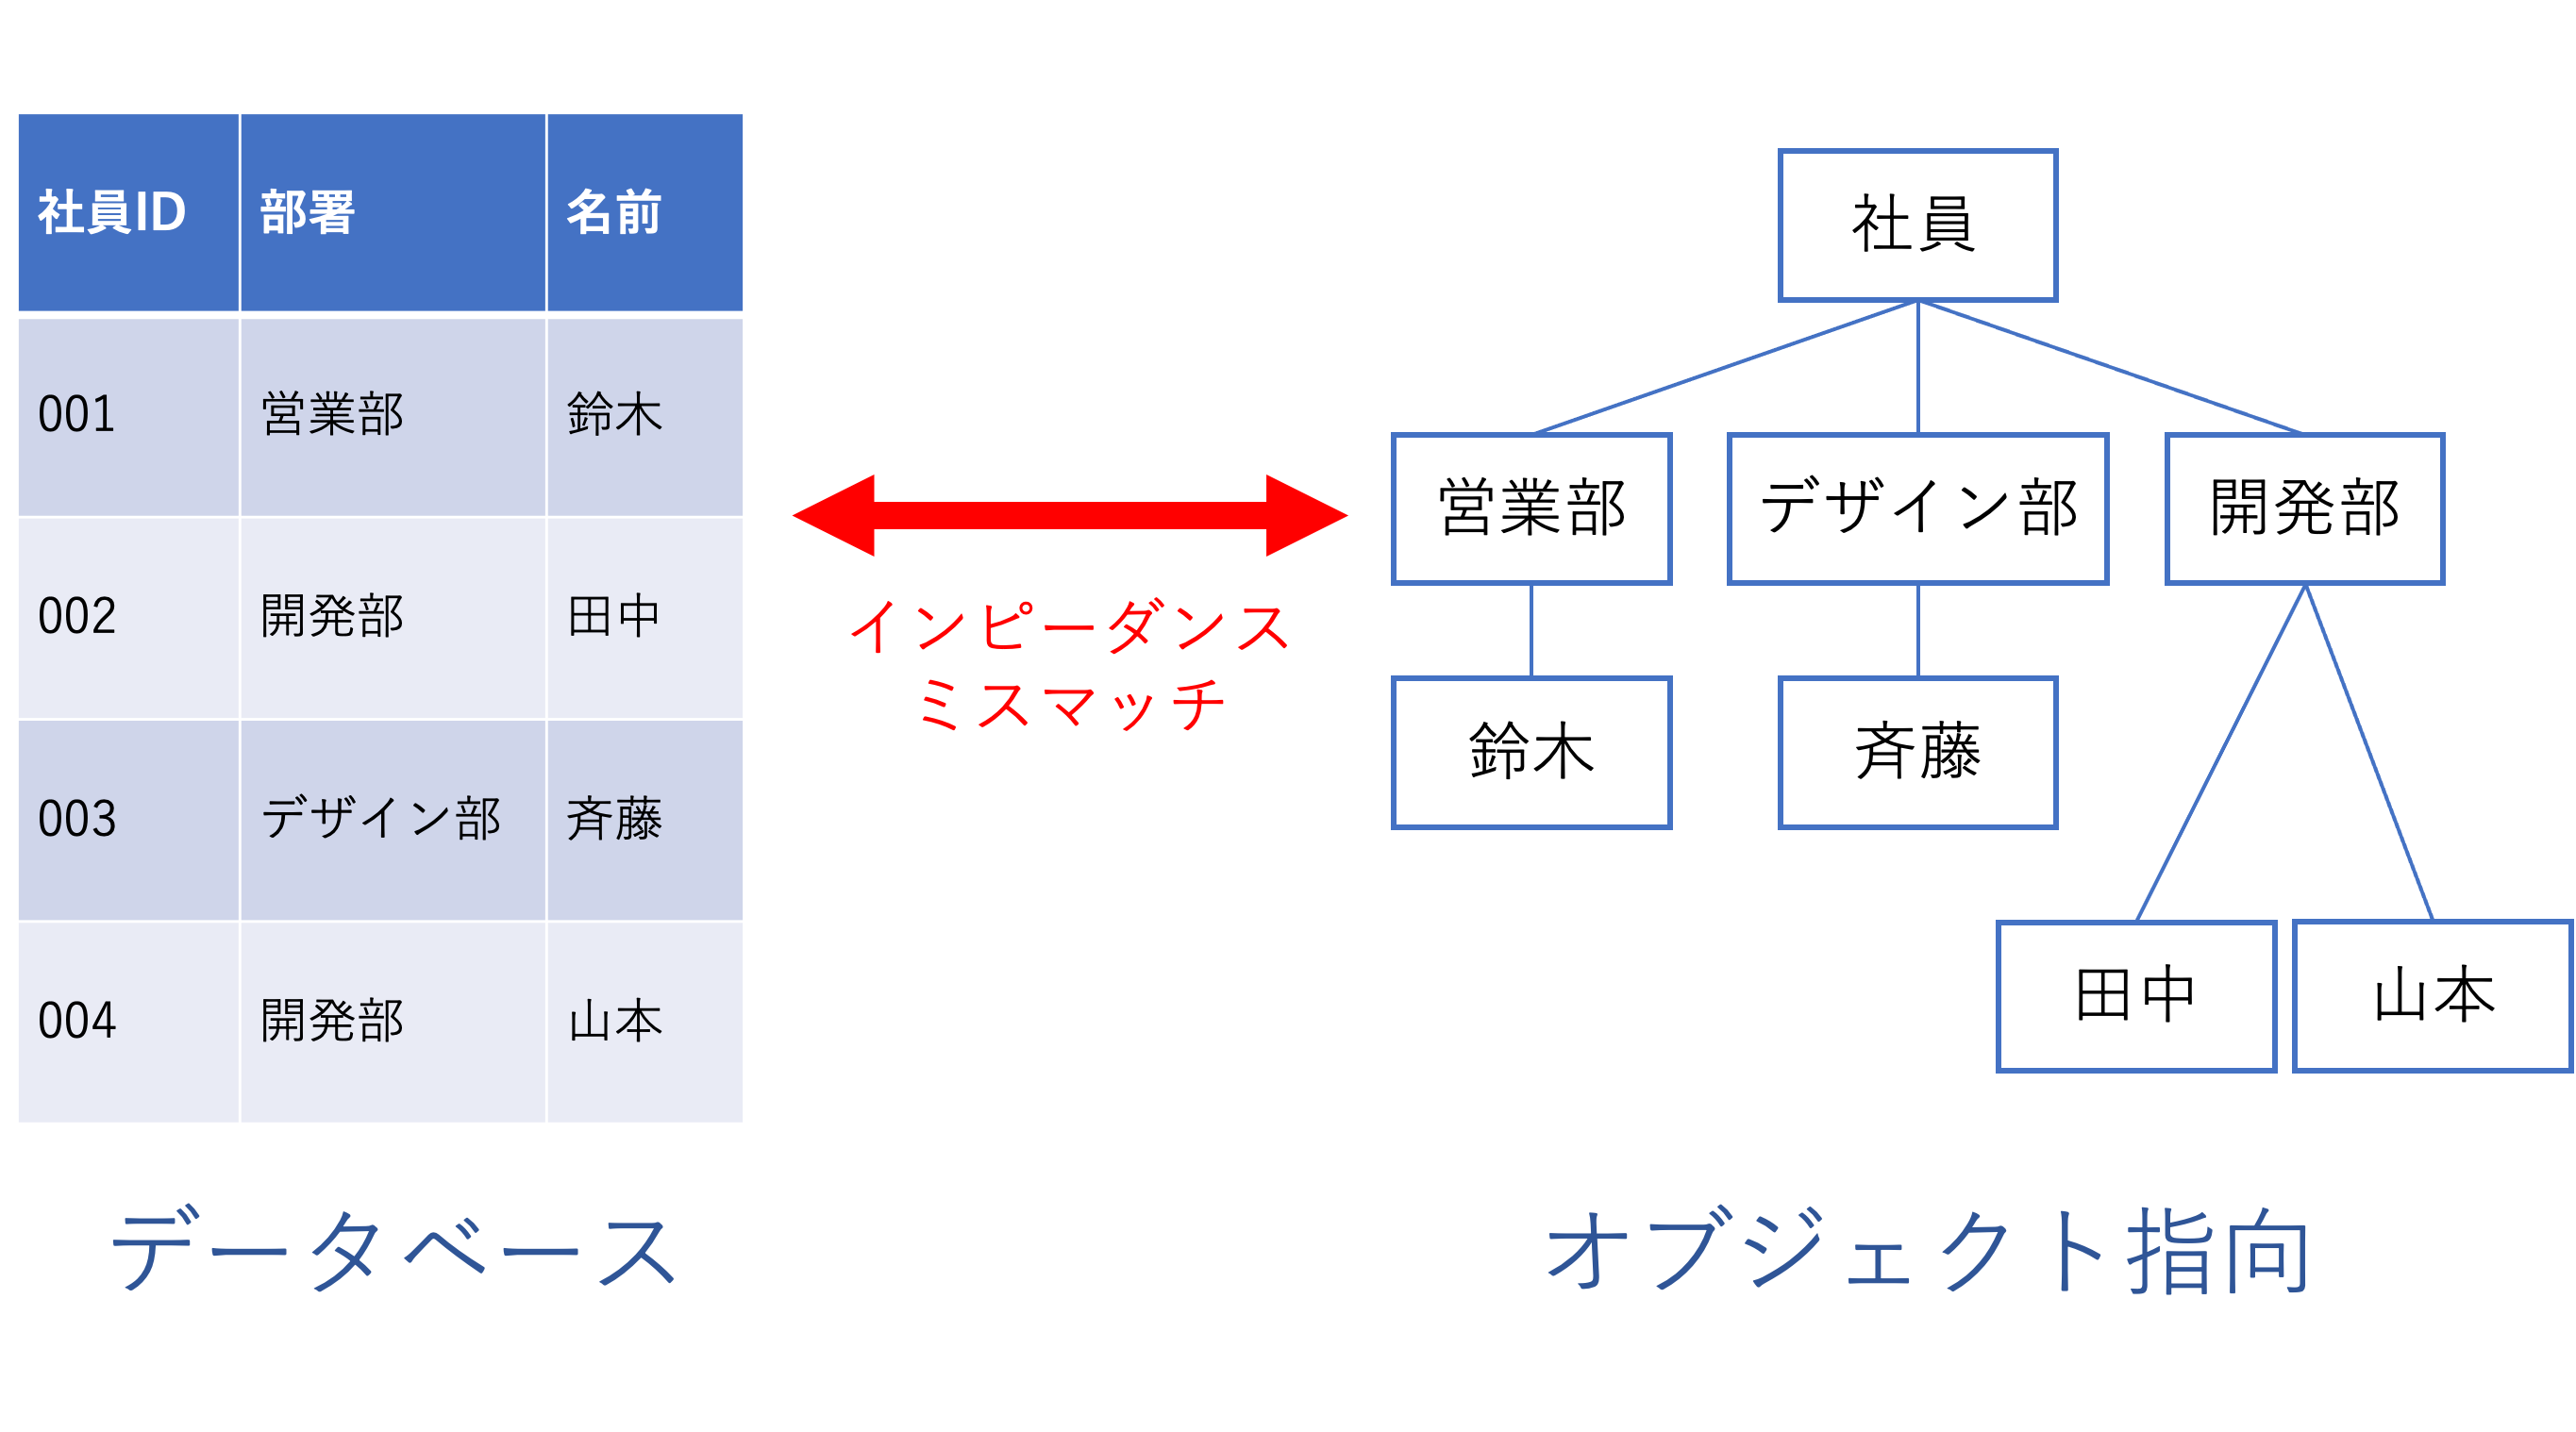 社員ID 部署 名前
001 営業部 鈴木
002 開発部 田中
003 デザイン部 斉藤
004 開発部 山本
データベース
インピーダンス
ミスマッチ
社員
営業部 デザイン部 開発部
鈴木 斉藤
田中 山本
オブジェクト指向